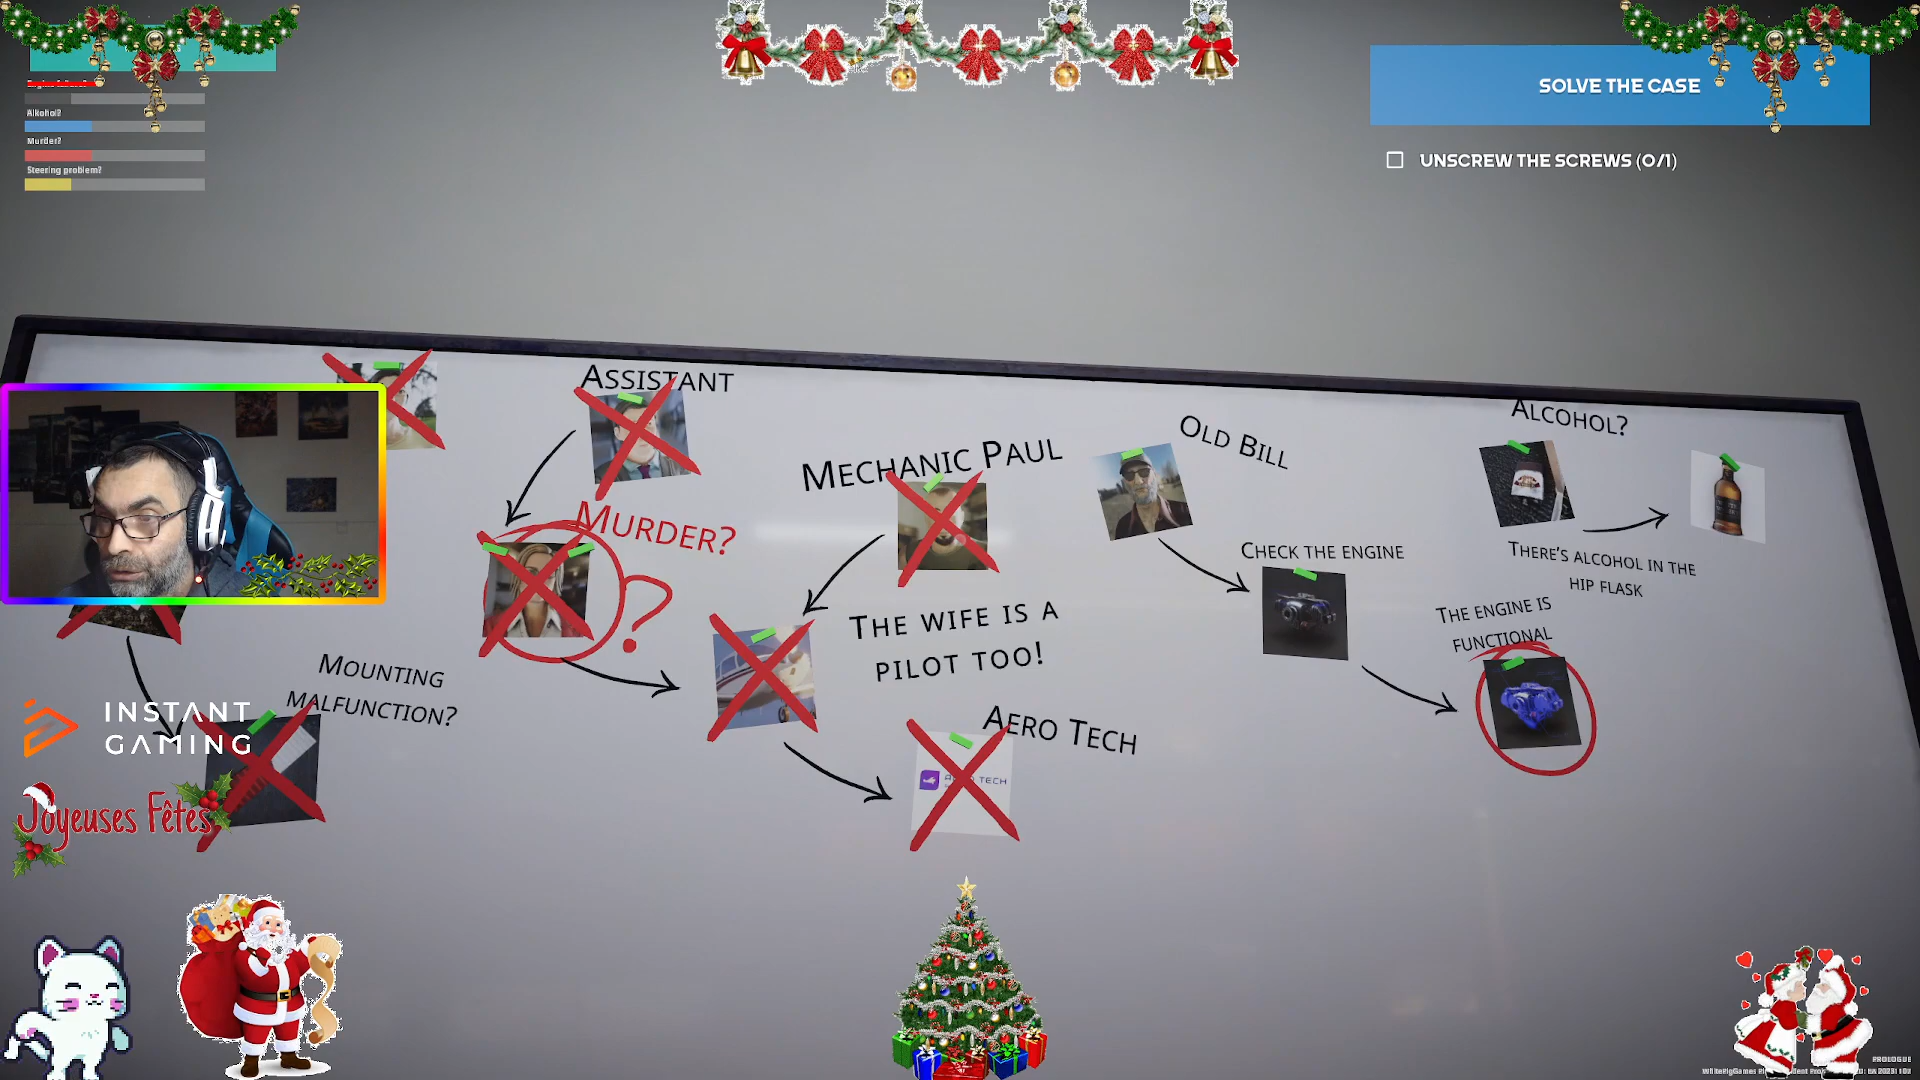 Alkohol?
Murder?
Steering problem?
SOLVE THE CASE
UNSCREW THE SCREWS (0/1)
ASSISTANT
MURDER?
?
MECHANIC PAUL
OLD BILL
ALCOHOL?
CHECK THE ENGINE
THERE'S ALCOHOL IN THE
HIP FLASK
THE ENGINE IS
FUNCTIONAL
THE WIFE IS A
PILOT TOO!
MOUNTING
MALFUNCTION?
AERO TECH
TECH
INSTANT
GAMING
Joyeuses Fêtes
PROLOGUE